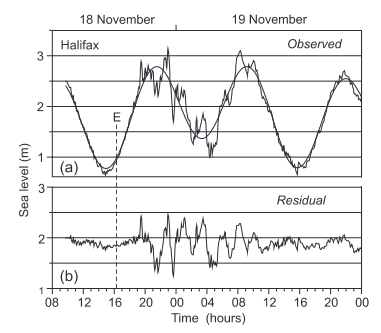 18 November 19 November
Halifax Observed
3
2
1
E
(a)
Sea level (m)
3
Residual
2
1
(b)
08 12 16 20 00 04 08 12 16 20 00
Time (hours)